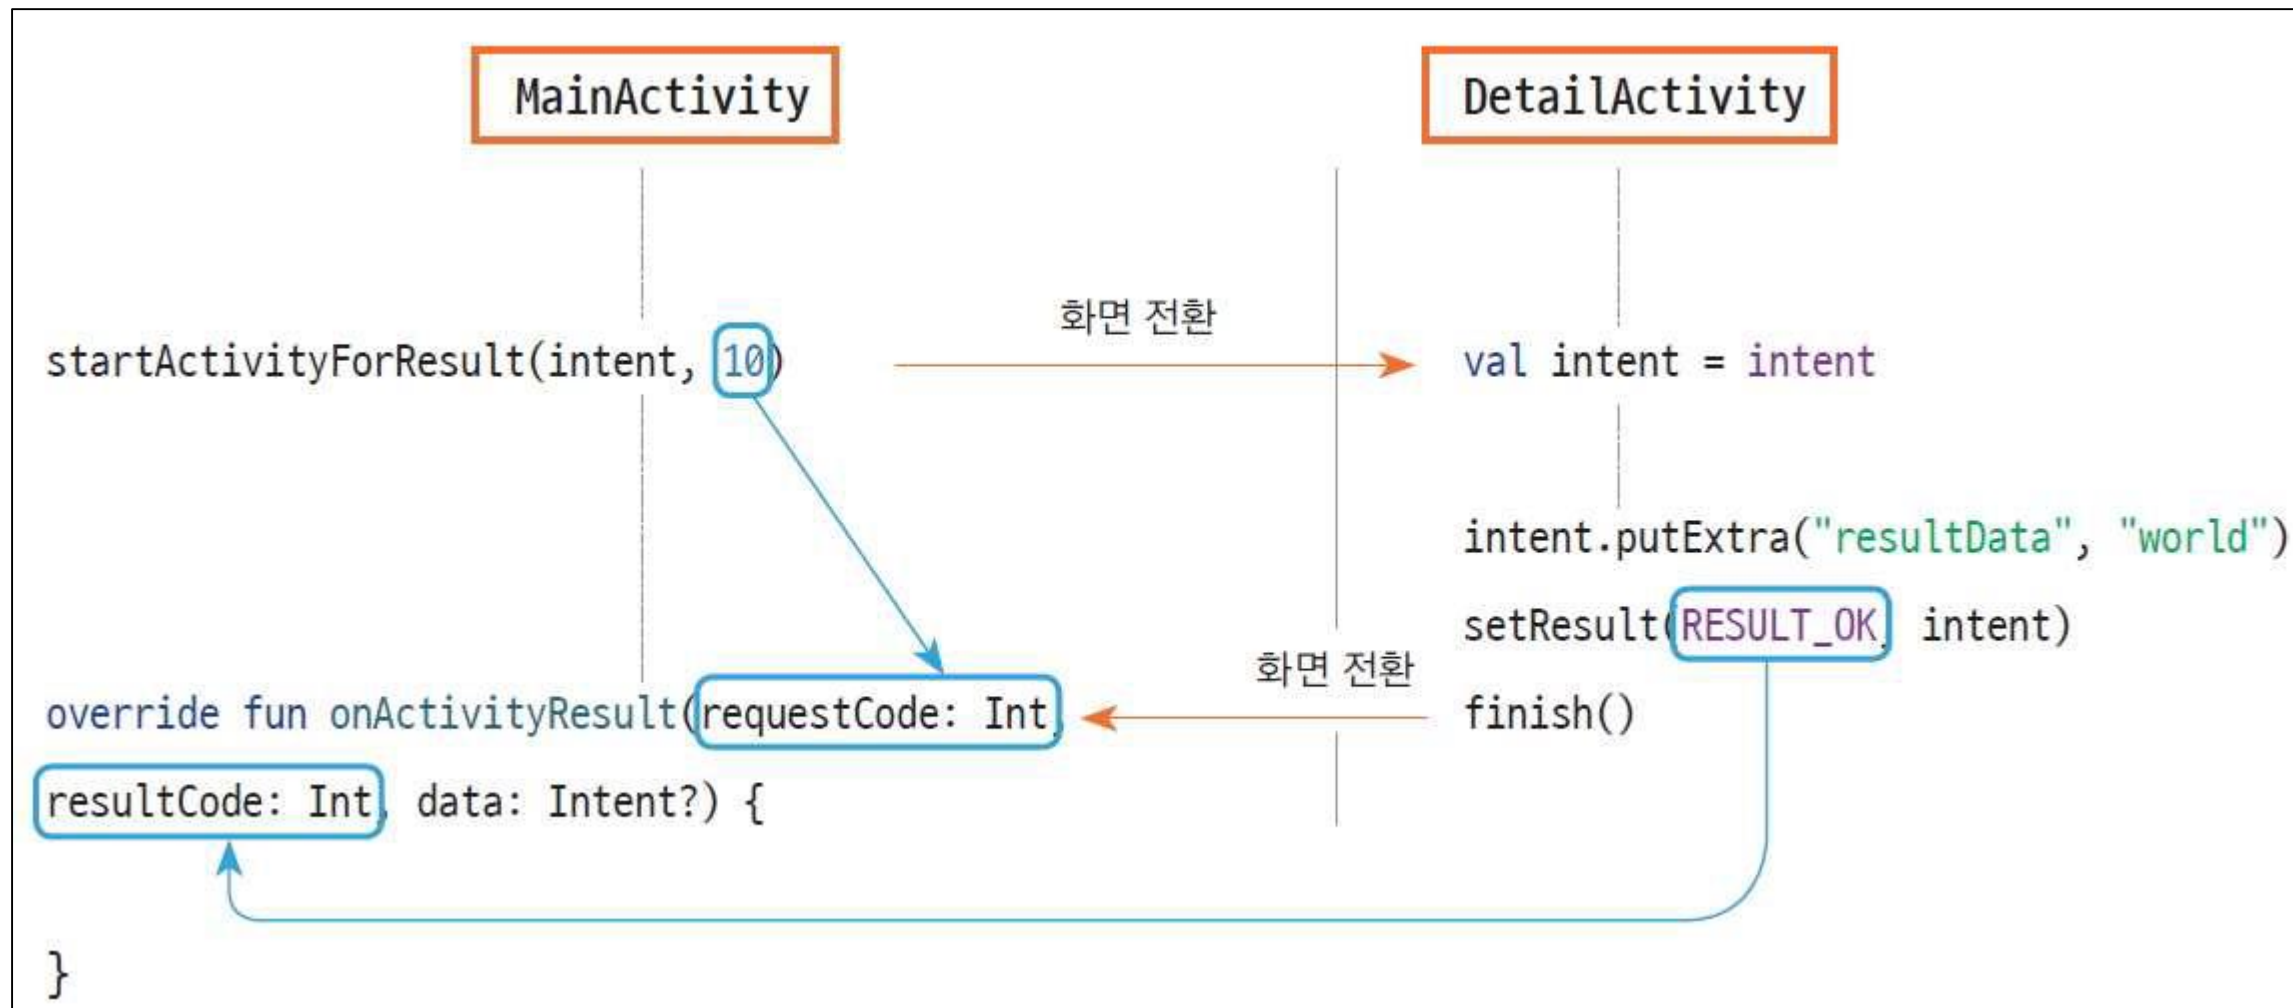 MainActivity
DetailActivity
화면 전환
startActivityForResult(intent, 10)
val intent = intent
intent.putExtra("resultData", "world")
setResult(RESULT_OK, intent)
화면 전환
override fun onActivityResult(requestCode: Int,
finish()
resultCode: Int, data: Intent?) {
}